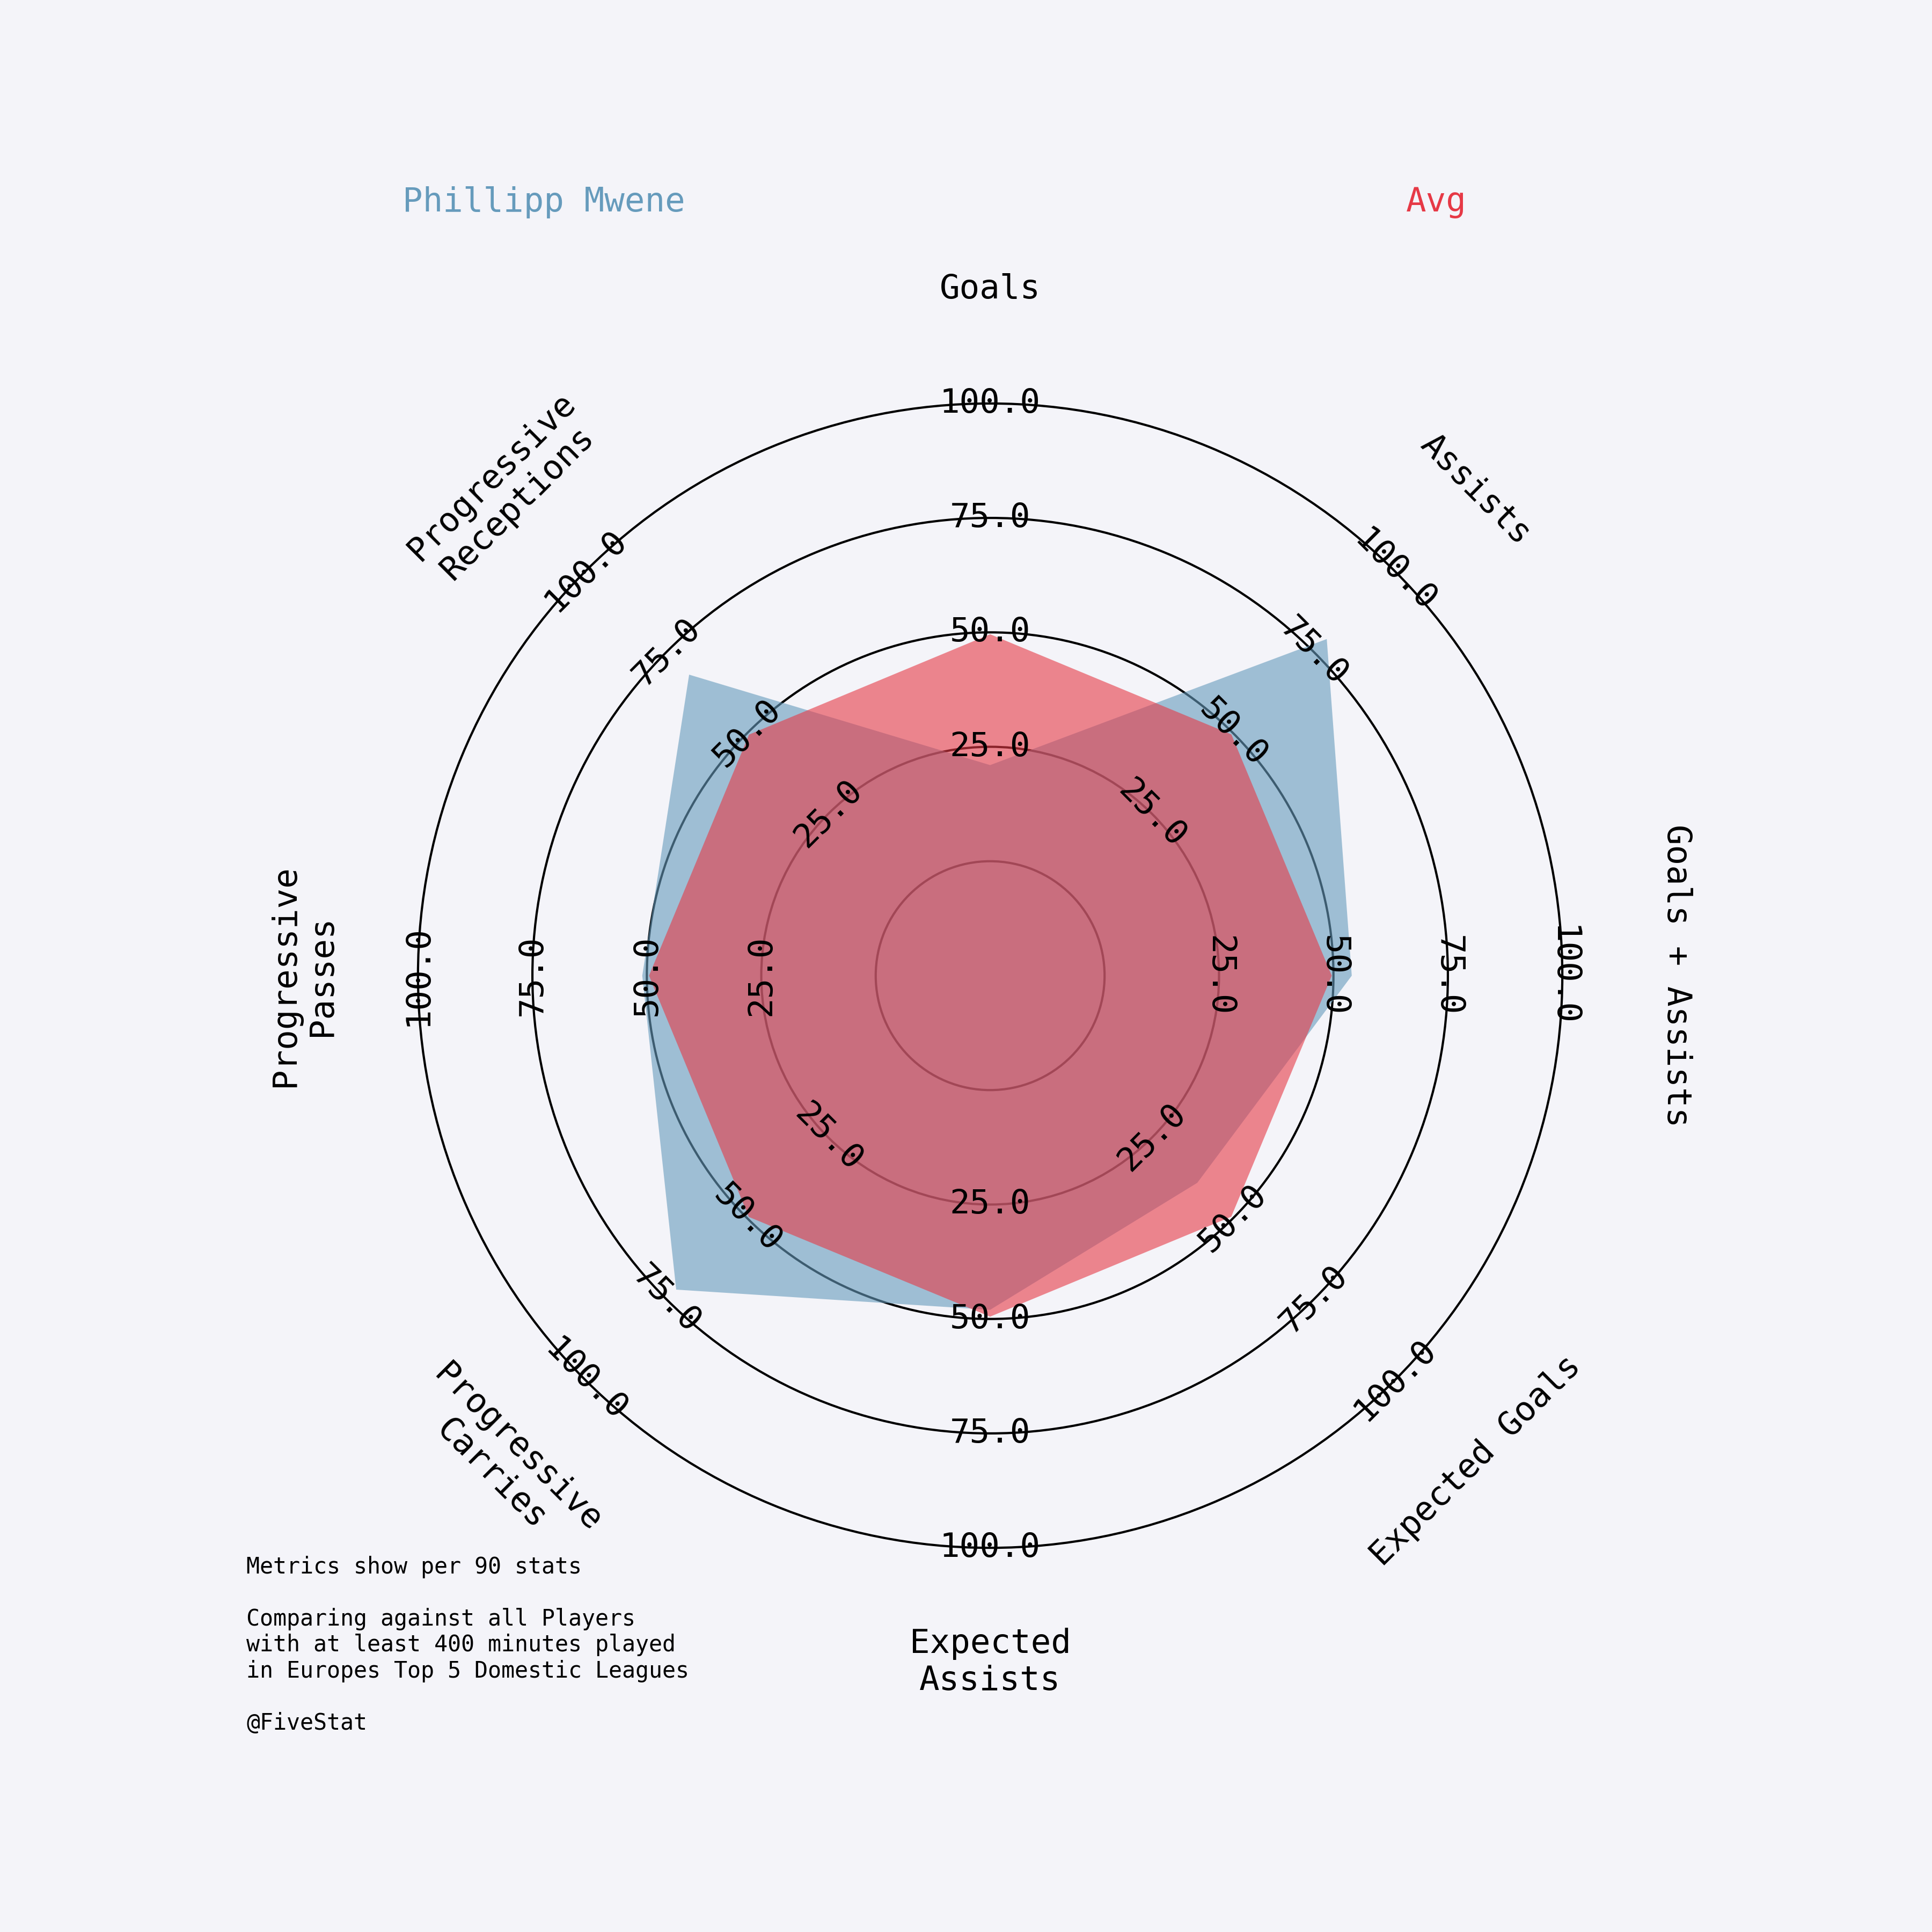 Phillipp Mwene
Avg
Goals
Assists
Goals + Assists
Expected Goals
Expected
Assists
Progressive
Carries
Progressive
Passes
Progressive
Receptions
25.0
50.0
75.0
100.0
25.0
50.0
75.0
100.0
25.0
50.0
75.0
100.0
25.0
50.0
75.0
100.0
25.0
50.0
75.0
100.0
25.0
50.0
75.0
100.0
25.0
50.0
75.0
100.0
25.0
50.0
75.0
100.0
Metrics show per 90 stats
Comparing against all Players
with at least 400 minutes played
in Europes Top 5 Domestic Leagues
@FiveStat